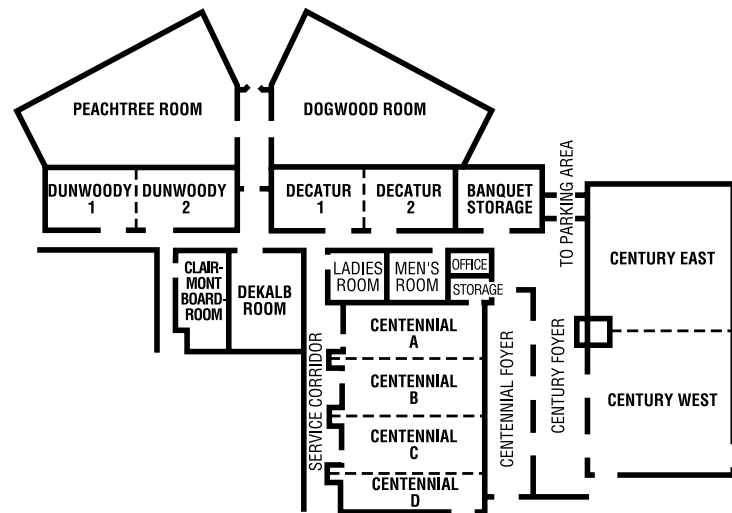 PEACHTREE ROOM
DOGWOOD ROOM
DUNWOODY
1
DUNWOODY
2
DECATUR
1
DECATUR
2
BANQUET
STORAGE
TO PARKING AREA
CLAIR-
MONT
BOARD-
ROOM
DEKALB
ROOM
LADIES
ROOM
MEN'S
ROOM
OFFICE
STORAGE
CENTURY EAST
CENTENNIAL
A
CENTENNIAL
B
CENTENNIAL
C
CENTENNIAL
D
SERVICE CORRIDOR
CENTENNIAL FOYER
CENTURY FOYER
CENTURY WEST